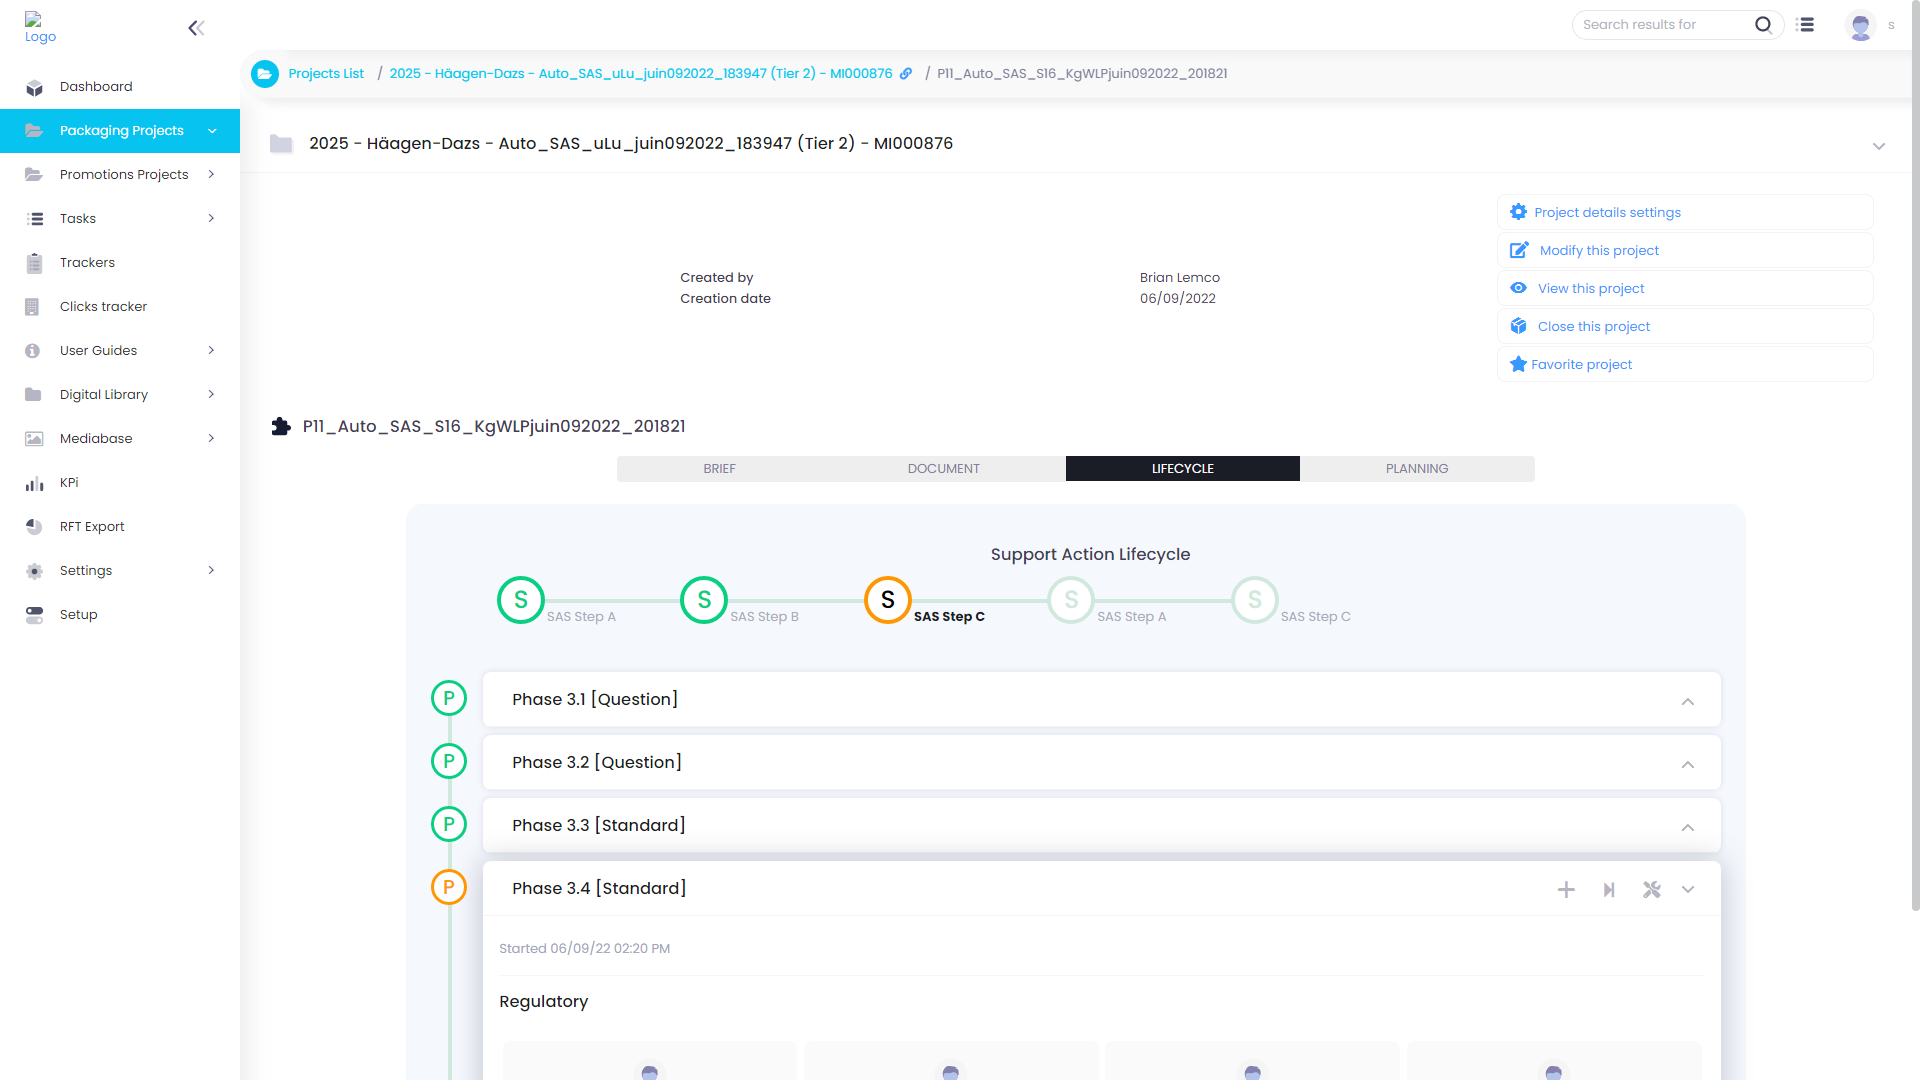 Logo
Search results for
s
Dashboard
Packaging Projects
Promotions Projects
Tasks
Trackers
Clicks tracker
User Guides
Digital Library
Mediabase
KPi
RFT Export
Settings
Setup
Projects List / 2025 - Häagen-Dazs - Auto_SAS_uLu_juin092022_183947 (Tier 2) - MI000876 / P11_Auto_SAS_S16_KgWLPjuin092022_201821
2025 - Häagen-Dazs - Auto_SAS_uLu_juin092022_183947 (Tier 2) - MI000876
Created by Brian Lemco
Creation date 06/09/2022
Project details settings
Modify this project
View this project
Close this project
Favorite project
P11_Auto_SAS_S16_KgWLPjuin092022_201821
BRIEF DOCUMENT LIFECYCLE PLANNING
Support Action Lifecycle
S SAS Step A S SAS Step B S SAS Step C S SAS Step A S SAS Step C
P Phase 3.1 [Question]
P Phase 3.2 [Question]
P Phase 3.3 [Standard]
P Phase 3.4 [Standard]
Started 06/09/22 02:20 PM
Regulatory